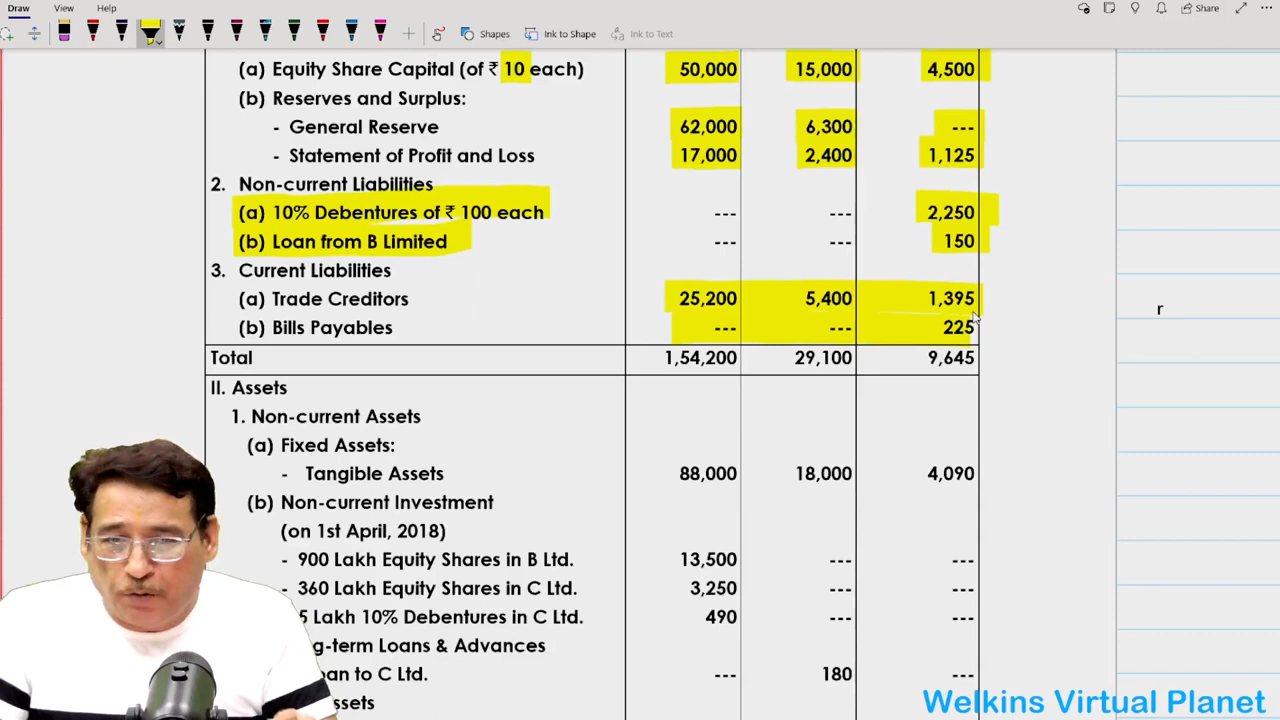 Draw View Help
Shapes Ink to Shape Ink to Text Share
(a) Equity Share Capital (of ₹ 10 each) 50,000 15,000 4,500
(b) Reserves and Surplus:
- General Reserve 62,000 6,300 ---
- Statement of Profit and Loss 17,000 2,400 1,125
2. Non-current Liabilities
(a) 10% Debentures of ₹ 100 each --- --- 2,250
(b) Loan from B Limited --- --- 150
3. Current Liabilities
(a) Trade Creditors 25,200 5,400 1,395
r
(b) Bills Payables --- --- 225
Total 1,54,200 29,100 9,645
II. Assets
1. Non-current Assets
(a) Fixed Assets:
- Tangible Assets 88,000 18,000 4,090
(b) Non-current Investment
(on 1st April, 2018)
- 900 Lakh Equity Shares in B Ltd. 13,500 --- ---
- 360 Lakh Equity Shares in C Ltd. 3,250 --- ---
5 Lakh 10% Debentures in C Ltd. 490 --- ---
g-term Loans & Advances
oan to C Ltd. --- 180 ---
ssets
Welkins Virtual Planet